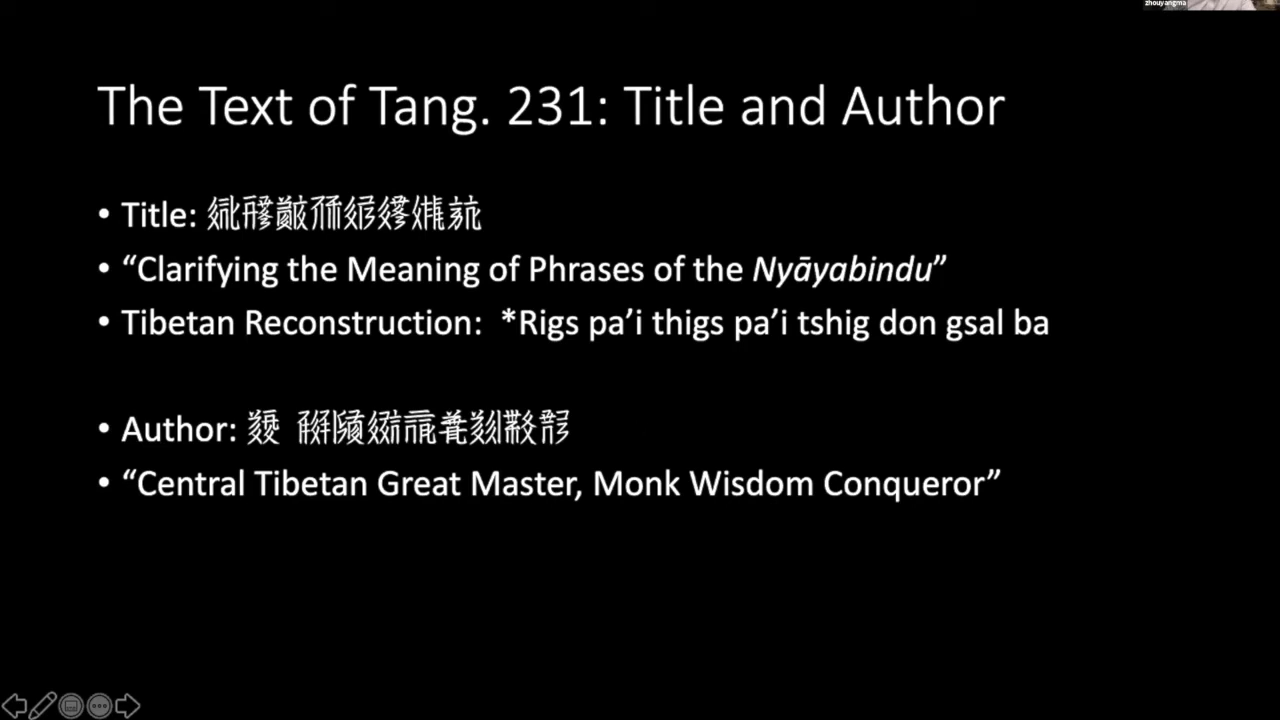 zhouyangma
The Text of Tang. 231: Title and Author
• Title:
• “Clarifying the Meaning of Phrases of the Nyāyabindu”
• Tibetan Reconstruction: *Rigs pa’i thigs pa’i tshig don gsal ba
• Author:
• “Central Tibetan Great Master, Monk Wisdom Conqueror”